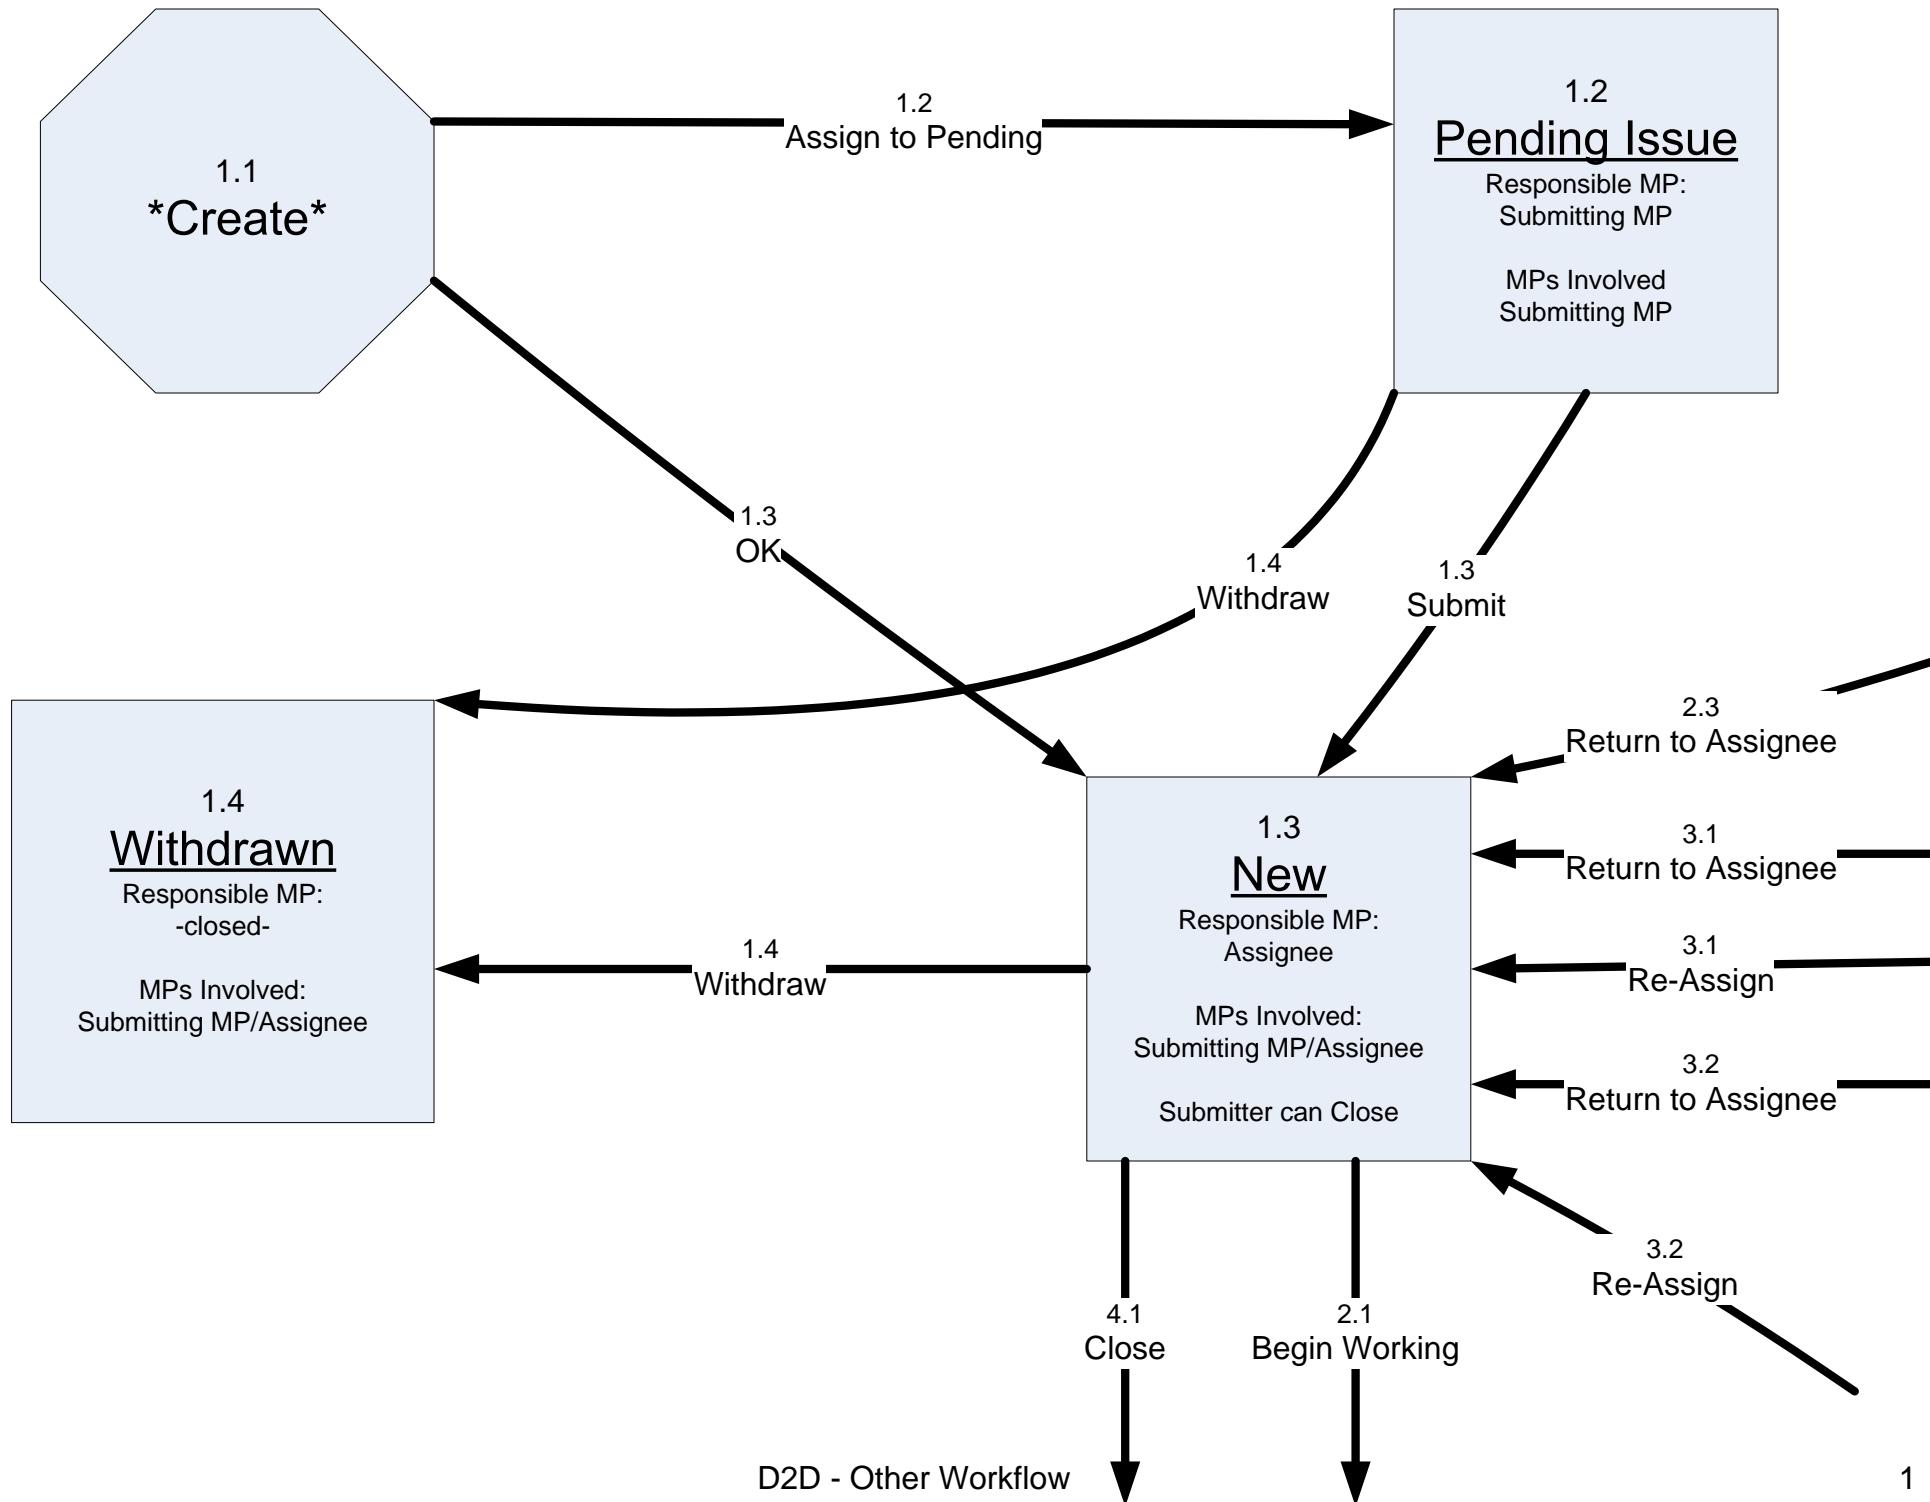 1.1
*Create*
1.2
Assign to Pending
1.2
Pending Issue
Responsible MP:
Submitting MP
MPs Involved
Submitting MP
1.3
OK
1.4
Withdraw
1.3
Submit
1.4
Withdrawn
Responsible MP:
-closed-
MPs Involved:
Submitting MP/Assignee
1.4
Withdraw
1.3
New
Responsible MP:
Assignee
MPs Involved:
Submitting MP/Assignee
Submitter can Close
2.3
Return to Assignee
3.1
Return to Assignee
3.1
Re-Assign
3.2
Return to Assignee
3.2
Re-Assign
4.1
Close
2.1
Begin Working
D2D - Other Workflow
1